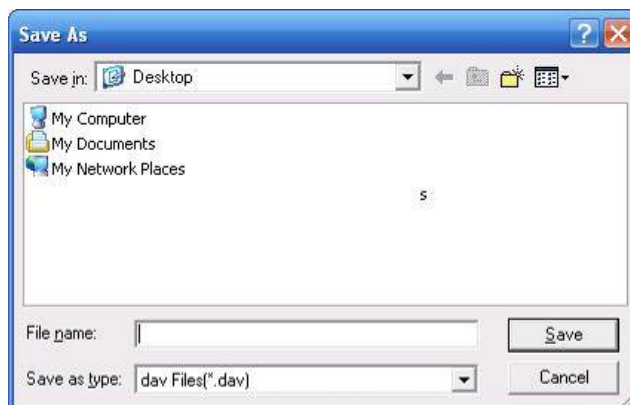 Save As
Save in: Desktop
My Computer
My Documents
My Network Places
s
File name: Save
Save as type: dav Files(*.dav) Cancel